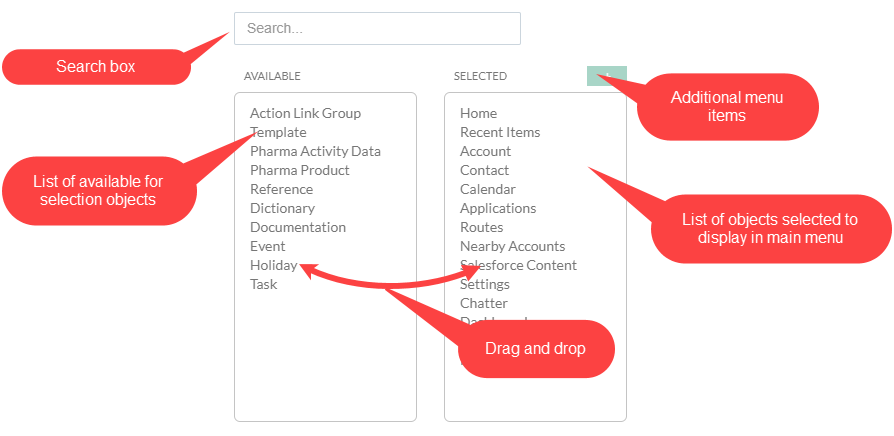 Search...
Search box
AVAILABLE
SELECTED
Additional menu
items
Action Link Group
Template
Pharma Activity Data
Pharma Product
Reference
Dictionary
Documentation
Event
Holiday
Task
List of available for
selection objects
Home
Recent Items
Account
Contact
Calendar
Applications
Routes
Nearby Accounts
Salesforce Content
Settings
Chatter
List of objects selected to
display in main menu
Drag and drop